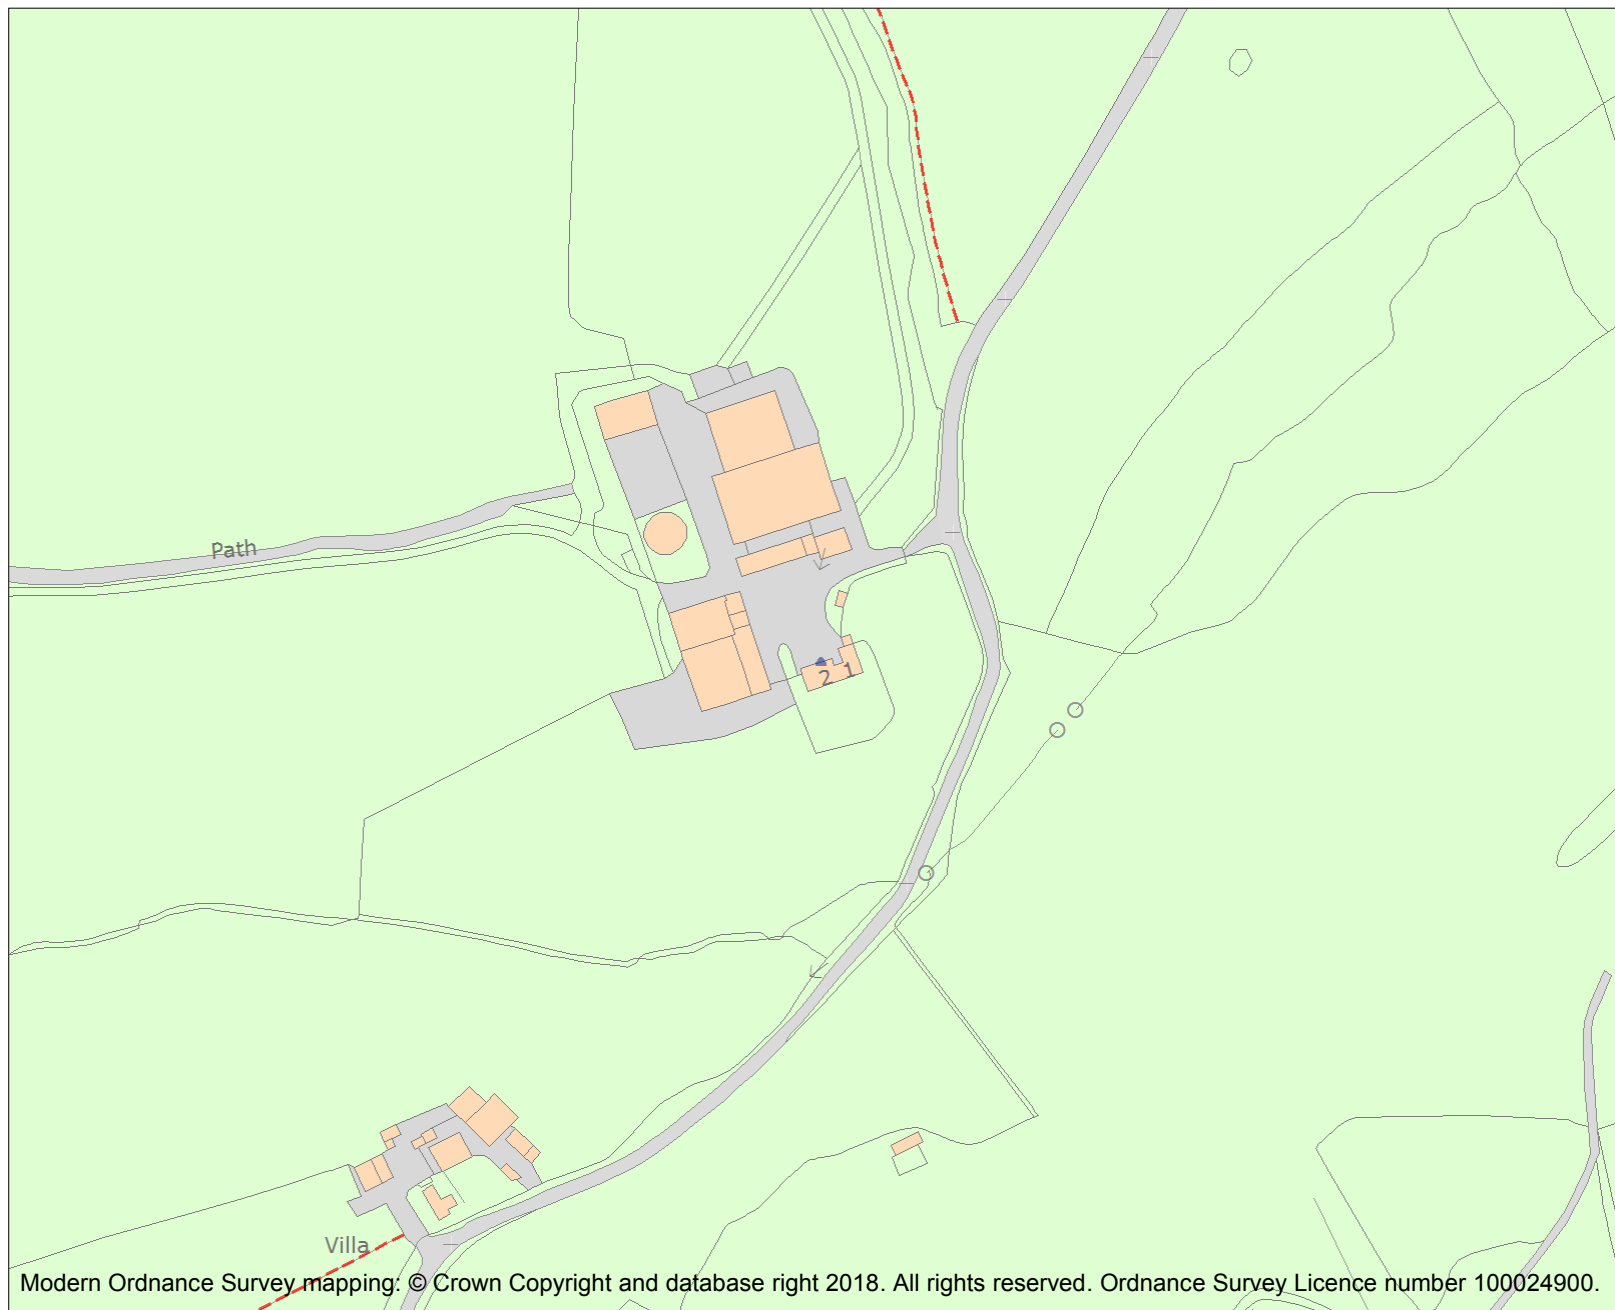 Path
2 1
Villa
Modern Ordnance Survey mapping: © Crown Copyright and database right 2018. All rights reserved. Ordnance Survey Licence number 100024900.